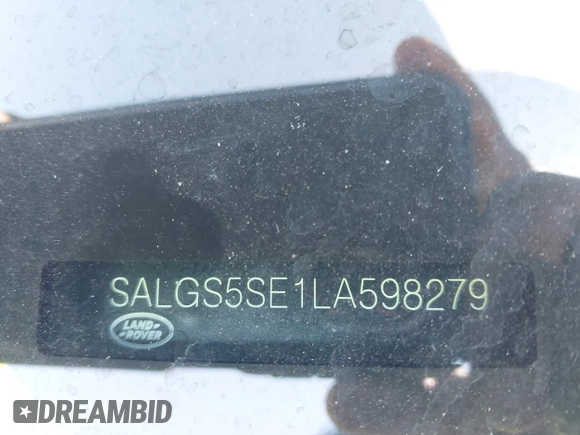 SALGS5SE1LA598279
LAND-
ROVER
DREAMBID